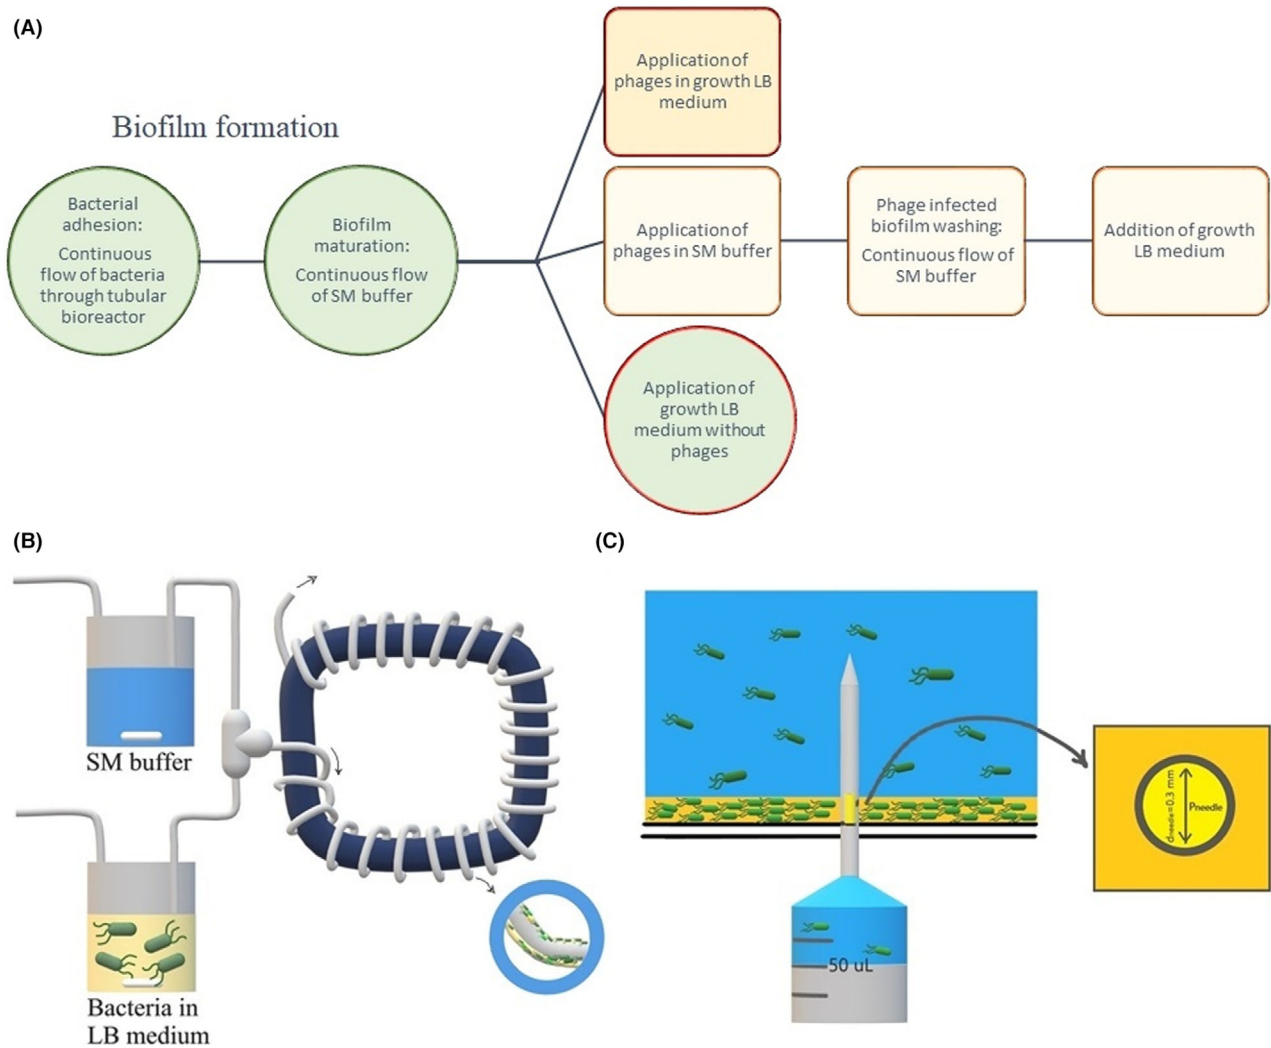 (A)
Biofilm formation
Bacterial
adhesion:
Continuous
flow of bacteria
through tubular
bioreactor
Biofilm
maturation:
Continuous flow
of SM buffer
Application of
phages in growth LB
medium
Application of
phages in SM buffer
Phage infected
biofilm washing:
Continuous flow of
SM buffer
Addition of growth
LB medium
Application of
growth LB
medium without
phages
(B)
SM buffer
Bacteria in
LB medium
(C)
50 uL
dneedle=0.3 mm
Pneedle